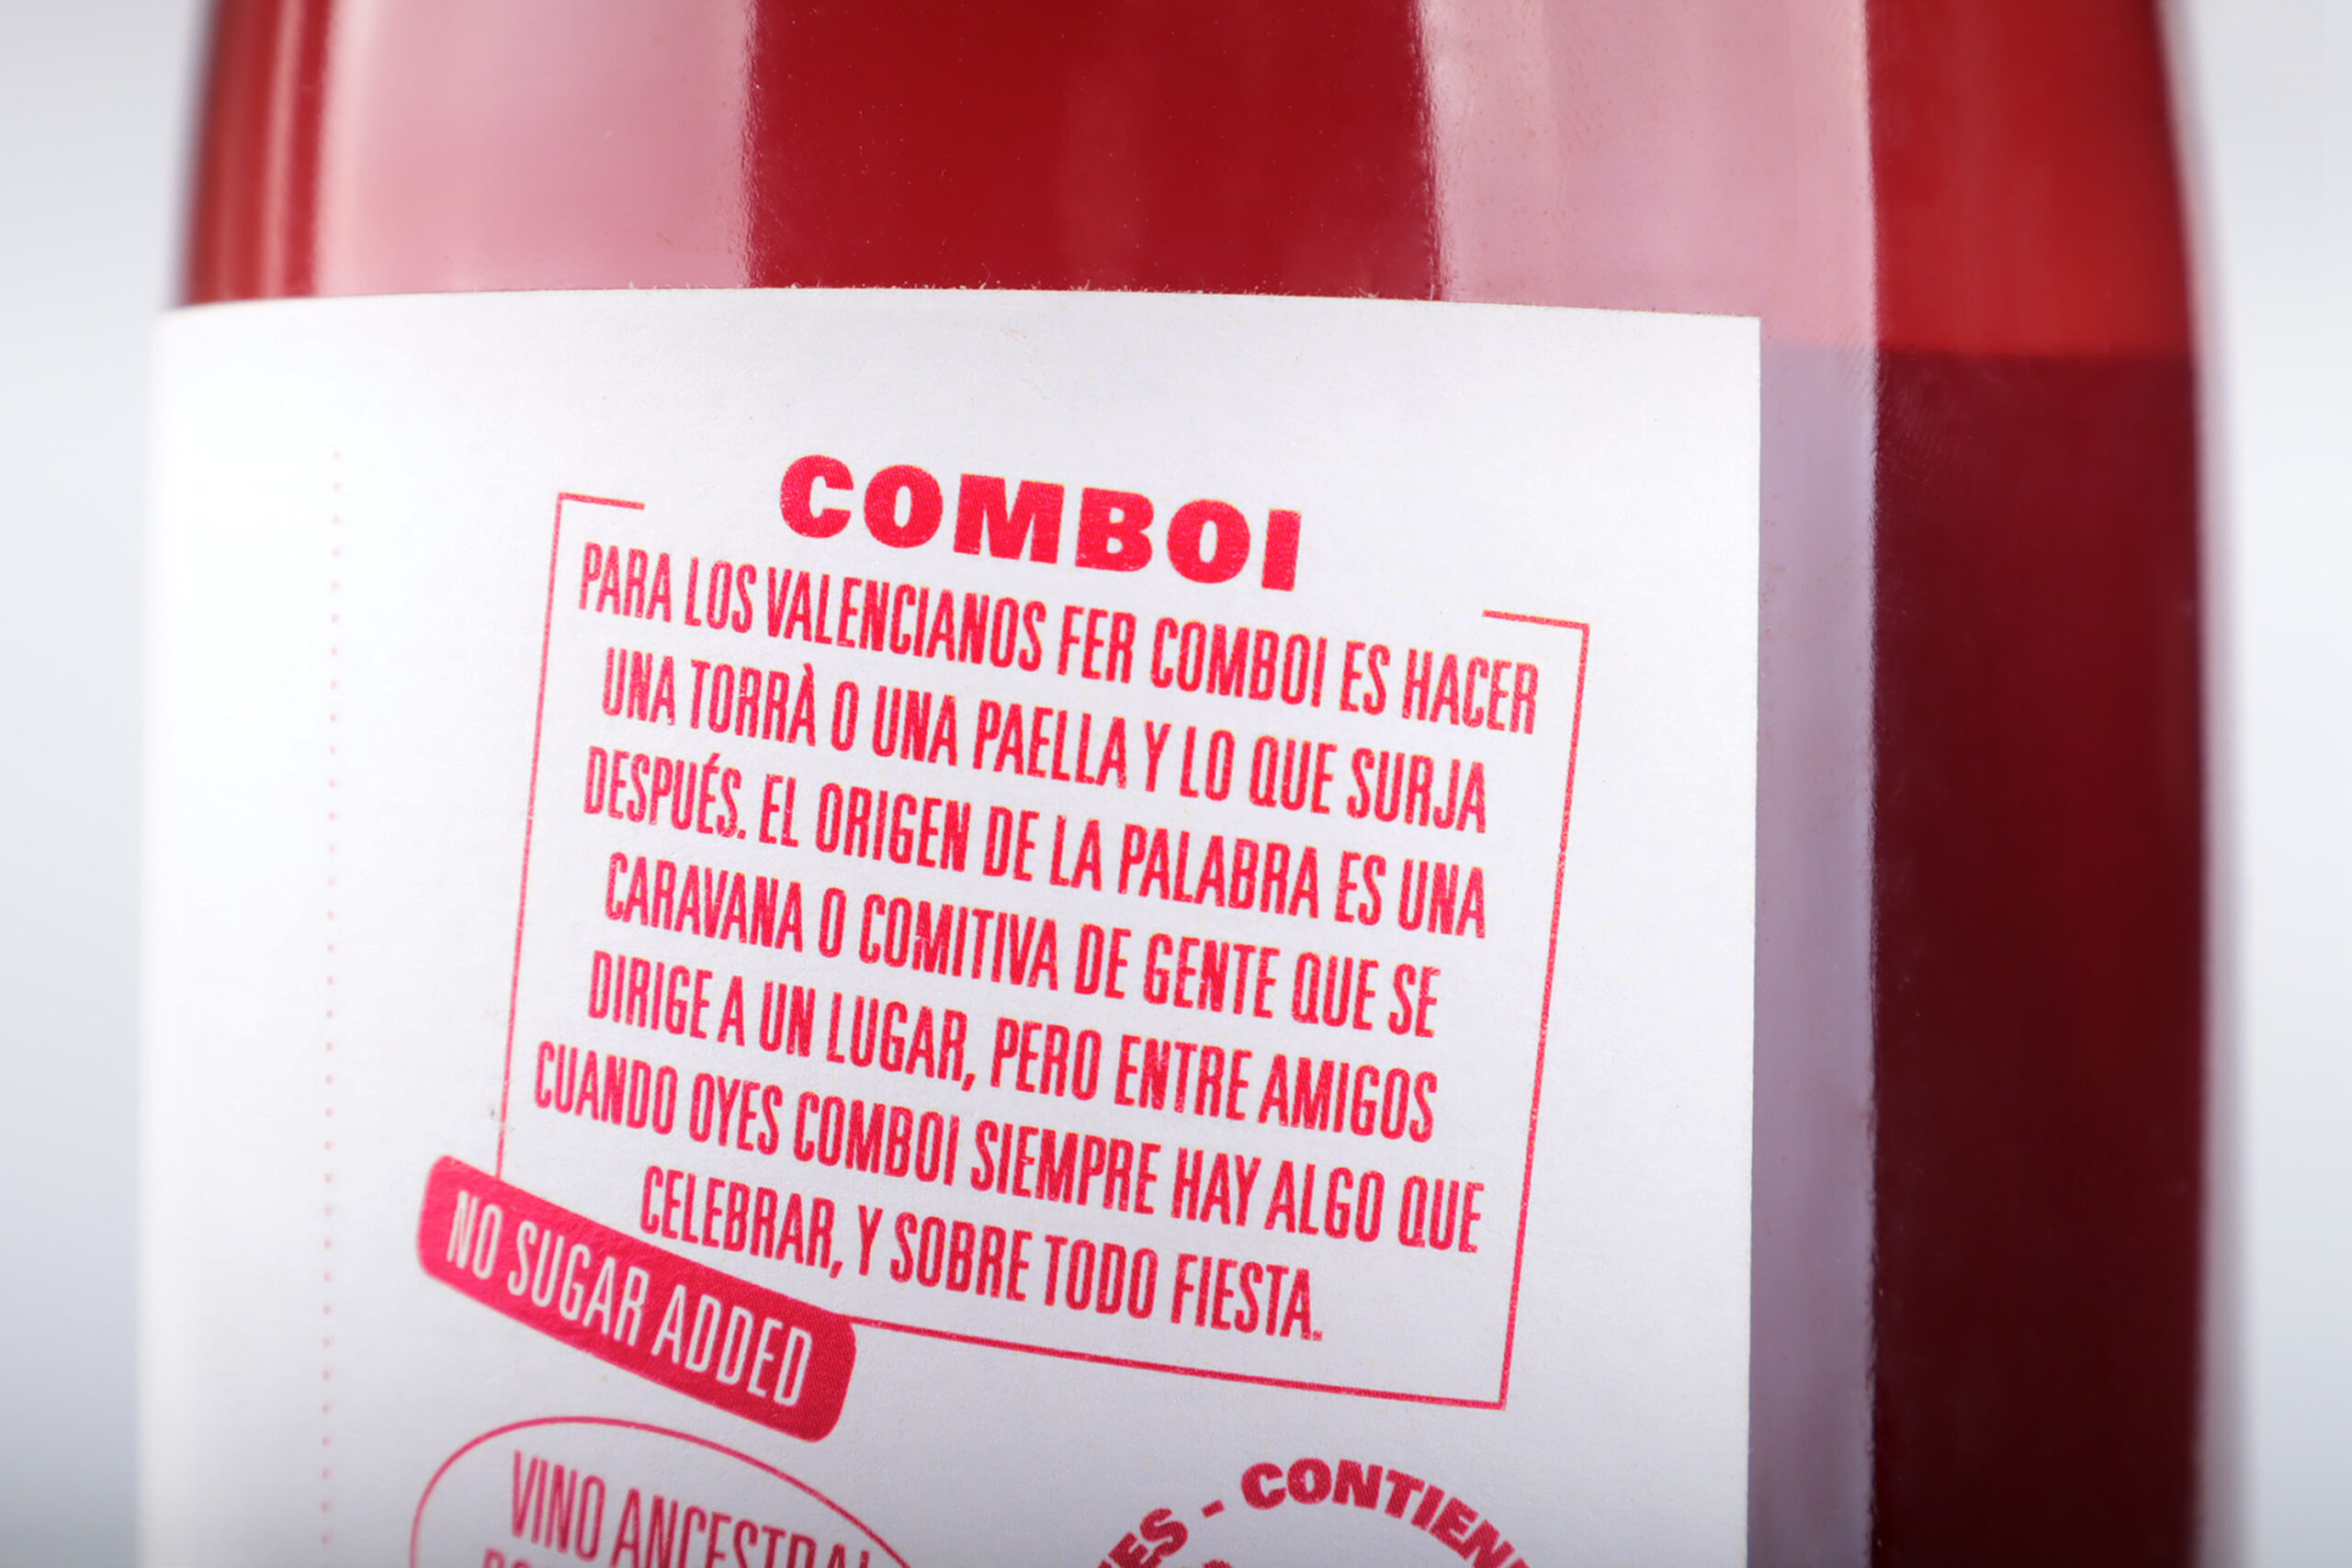 COMBOI
PARA LOS VALENCIANOS FER COMBOI ES HACER
UNA TORRÀ O UNA PAELLA Y LO QUE SURJA
DESPUÉS. EL ORIGEN DE LA PALABRA ES UNA
CARAVANA O COMITIVA DE GENTE QUE SE
DIRIGE A UN LUGAR, PERO ENTRE AMIGOS
CUANDO OYES COMBOI SIEMPRE HAY ALGO QUE
CELEBRAR, Y SOBRE TODO FIESTA.
NO SUGAR ADDED
VINO ANCESTRAL
- CONTIEN